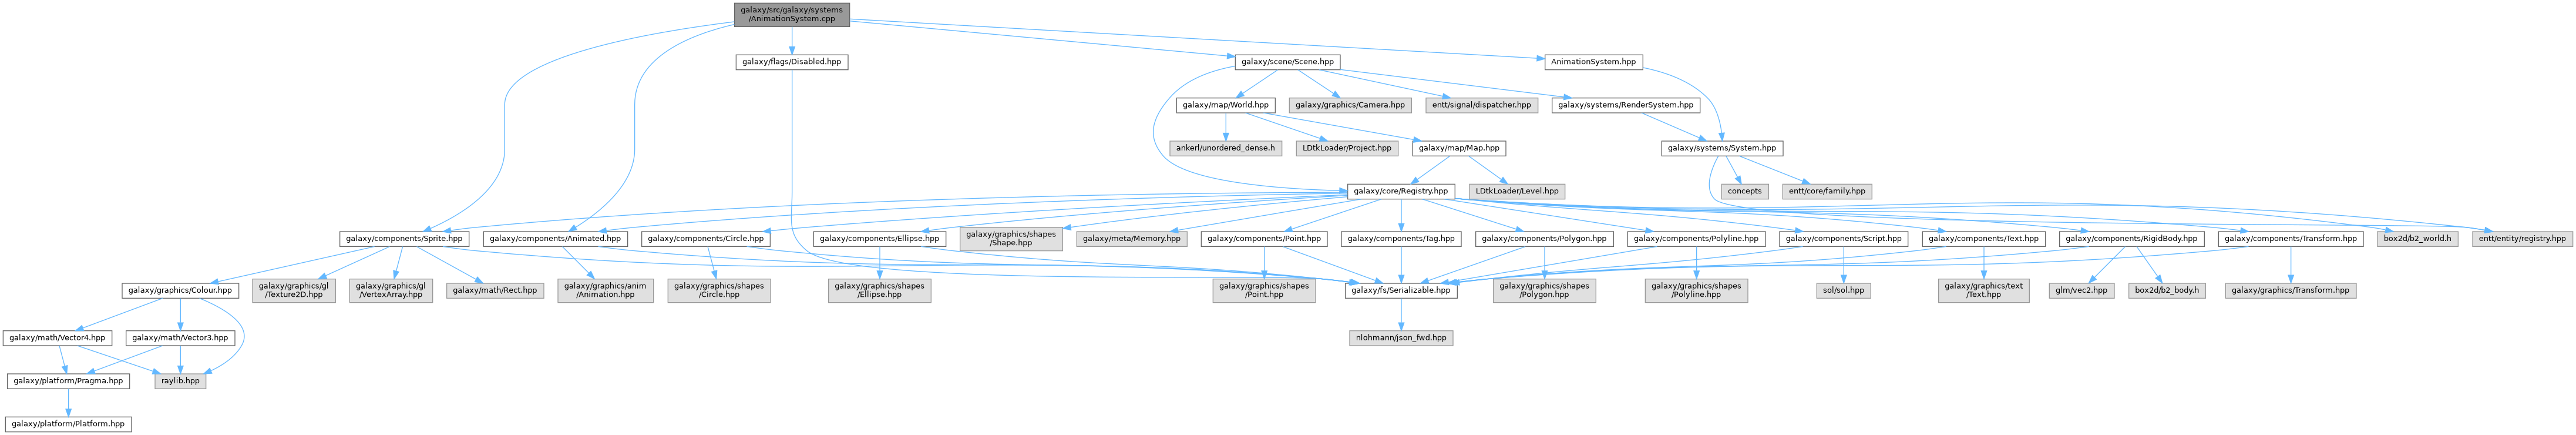 galaxy/src/galaxy/systems
/AnimationSystem.cpp
galaxy/flags/Disabled.hpp
galaxy/scene/Scene.hpp
AnimationSystem.hpp
galaxy/map/World.hpp
galaxy/graphics/Camera.hpp
entt/signal/dispatcher.hpp
galaxy/systems/RenderSystem.hpp
ankerl/unordered_dense.h
LDtkLoader/Project.hpp
galaxy/map/Map.hpp
galaxy/systems/System.hpp
galaxy/core/Registry.hpp
LDtkLoader/Level.hpp
concepts
entt/core/family.hpp
galaxy/components/Sprite.hpp
galaxy/components/Animated.hpp
galaxy/components/Circle.hpp
galaxy/components/Ellipse.hpp
galaxy/graphics/shapes
/Shape.hpp
galaxy/meta/Memory.hpp
galaxy/components/Point.hpp
galaxy/components/Tag.hpp
galaxy/components/Polygon.hpp
galaxy/components/Polyline.hpp
galaxy/components/Script.hpp
galaxy/components/Text.hpp
galaxy/components/RigidBody.hpp
galaxy/components/Transform.hpp
box2d/b2_world.h
entt/entity/registry.hpp
galaxy/graphics/Colour.hpp
galaxy/graphics/gl
/Texture2D.hpp
galaxy/graphics/gl
/VertexArray.hpp
galaxy/math/Rect.hpp
galaxy/graphics/anim
/Animation.hpp
galaxy/graphics/shapes
/Circle.hpp
galaxy/graphics/shapes
/Ellipse.hpp
galaxy/graphics/shapes
/Point.hpp
galaxy/fs/Serializable.hpp
galaxy/graphics/shapes
/Polygon.hpp
galaxy/graphics/shapes
/Polyline.hpp
sol/sol.hpp
galaxy/graphics/text
/Text.hpp
glm/vec2.hpp
box2d/b2_body.h
galaxy/graphics/Transform.hpp
galaxy/math/Vector4.hpp
galaxy/math/Vector3.hpp
nlohmann/json_fwd.hpp
galaxy/platform/Pragma.hpp
raylib.hpp
galaxy/platform/Platform.hpp